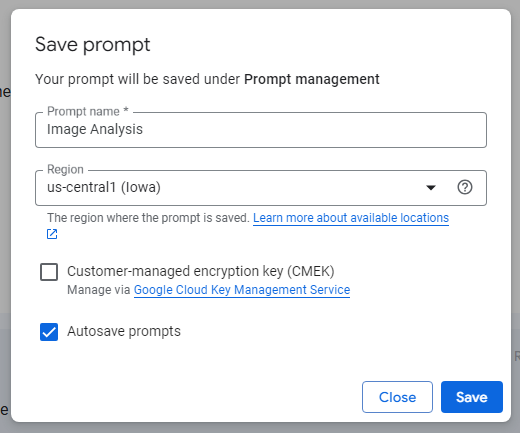 Save prompt
Your prompt will be saved under Prompt management
Prompt name *
Image Analysis
Region
us-central1 (Iowa)
The region where the prompt is saved. Learn more about available locations
Customer-managed encryption key (CMEK)
Manage via Google Cloud Key Management Service
Autosave prompts
Close Save